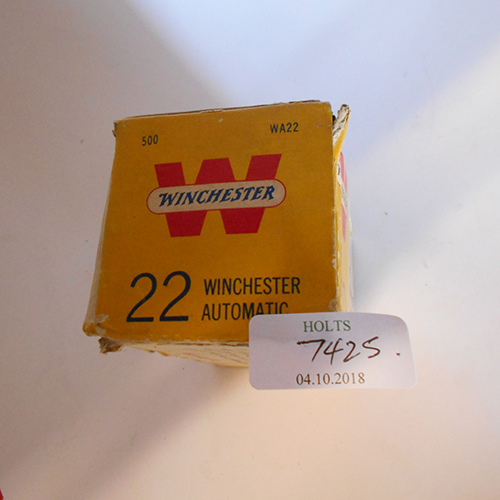 500 WA22
W
WINCHESTER
22 WINCHESTER
AUTOMATIC
HOLTS
7425.
04.10.2018